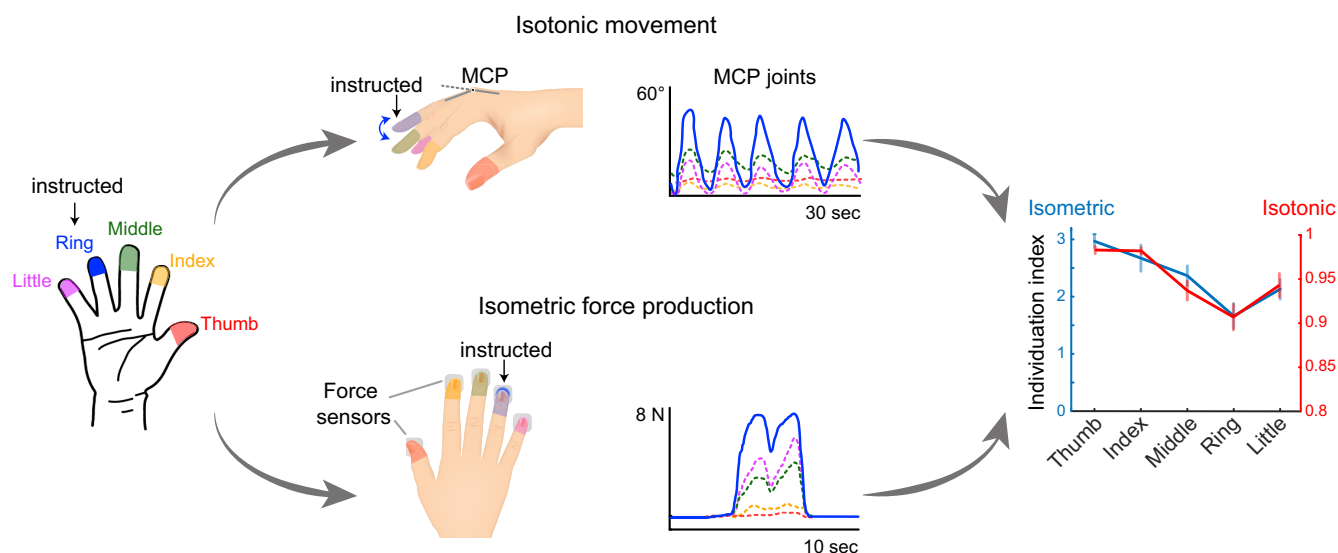 Isotonic movement
instructed
MCP
MCP joints
60°
30 sec
instructed
Ring
Middle
Little
Index
Thumb
Isometric force production
instructed
Force
sensors
8 N
10 sec
Isometric
Isotonic
Individuation index
3
2
1
0
1
0.95
0.9
0.85
0.8
Thumb
Index
Middle
Ring
Little